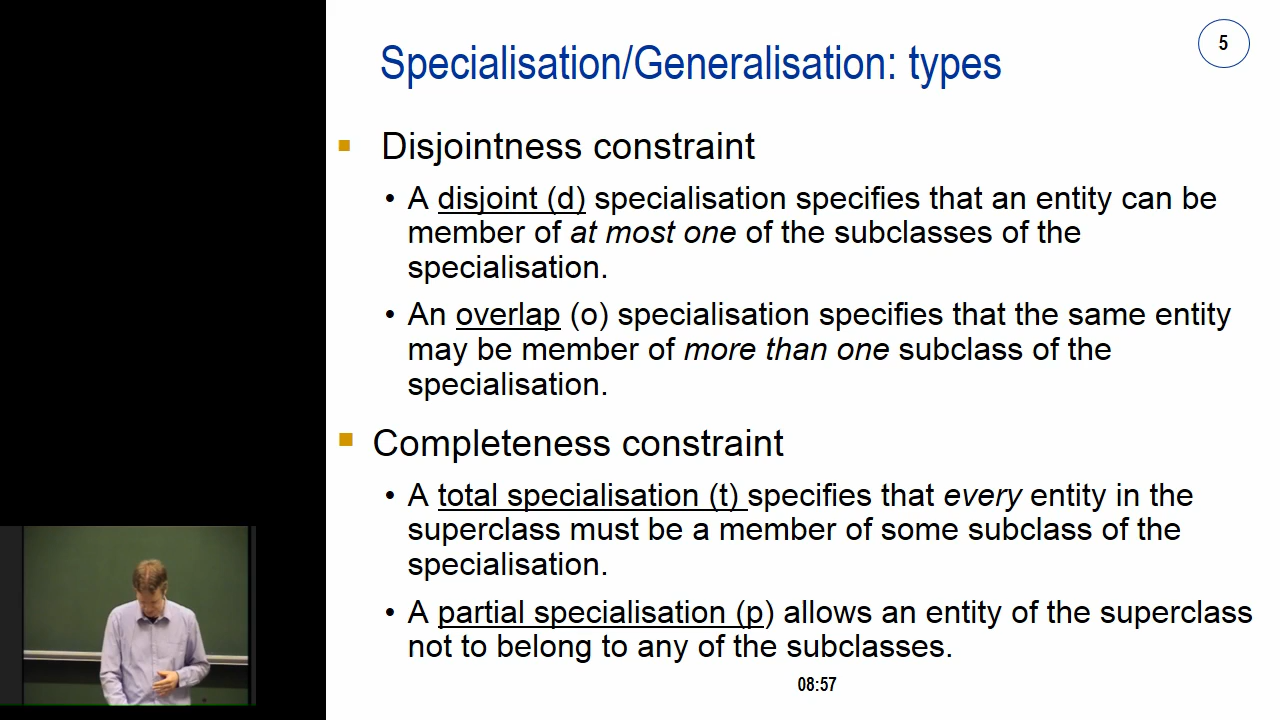 5
Specialisation/Generalisation: types
▪ Disjointness constraint
• A disjoint (d) specialisation specifies that an entity can be
member of at most one of the subclasses of the
specialisation.
• An overlap (o) specialisation specifies that the same entity
may be member of more than one subclass of the
specialisation.
▪ Completeness constraint
• A total specialisation (t) specifies that every entity in the
superclass must be a member of some subclass of the
specialisation.
• A partial specialisation (p) allows an entity of the superclass
not to belong to any of the subclasses.
08:57